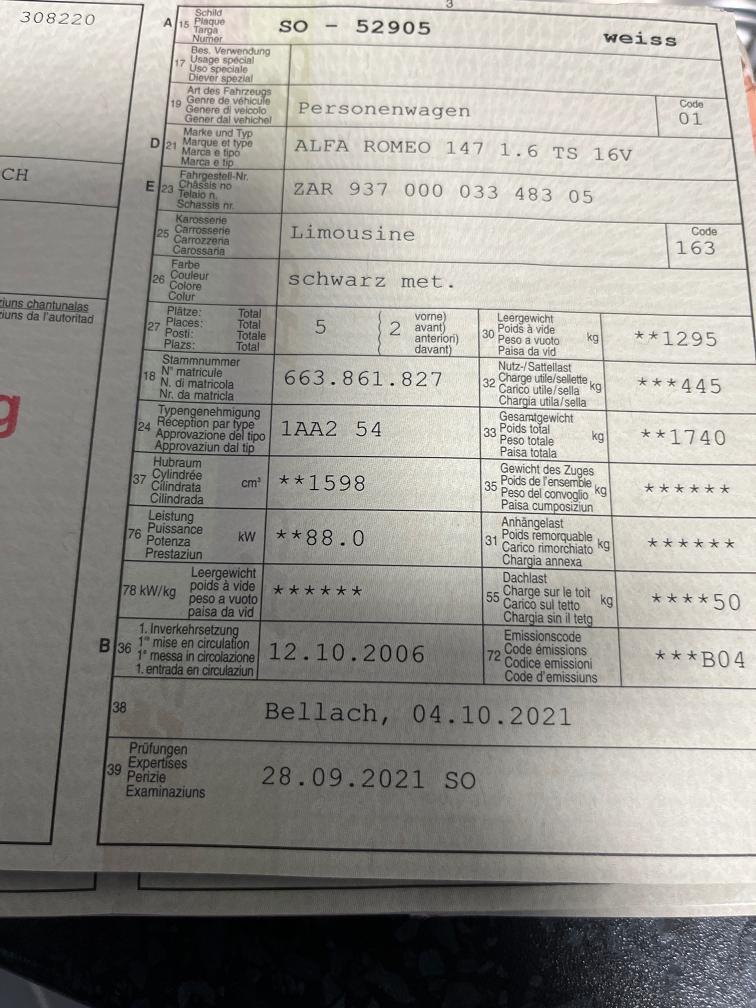 3
308220
CH
iuns chantunalas
iuns da l'autoritad
g
A 15 Schild
Plaque
Targa
Numer
SO - 52905 weiss
17 Bes. Verwendung
Usage spécial
Uso speciale
Diever spezial
19 Art des Fahrzeugs
Genre de véhicule
Genere di veicolo
Gener dal vehichel
Personenwagen
Code
01
D 21 Marke und Typ
Marque et type
Marca e tipo
Marca e tip
ALFA ROMEO 147 1.6 TS 16V
E 23 Fahrgestell-Nr.
Châssis no
Telaio n.
Schassis nr.
ZAR 937 000 033 483 05
25 Karosserie
Carrosserie
Carrozzeria
Carossaria
Limousine
Code
163
26 Farbe
Couleur
Colore
Colur
schwarz met.
27 Plätze: Total
Places: Total
Posti: Totale
Plazs: Total
5 ( 2 vorne)
avant)
anteriori)
davant)
30 Leergewicht
Poids à vide
Peso a vuoto
Paisa da vid
kg
**1295
18 Stammnummer
N° matricule
N. di matricola
Nr. da matricla
663.861.827
32 Nutz-/Sattellast
Charge utile/sellette
Carico utile/sella
Chargia utila/sella
kg
***445
24 Typengenehmigung
Réception par type
Approvazione del tipo
Approvaziun dal tip
1AA2 54
33 Gesamtgewicht
Poids total
Peso totale
Paisa totala
kg
**1740
37 Hubraum
Cylindrée
Cilindrata
Cilindrada
cm³
**1598
35 Gewicht des Zuges
Poids de l'ensemble
Peso del convoglio
Paisa cumposiziun
kg
******
76 Leistung
Puissance
Potenza
Prestaziun
kW
**88.0
31 Anhängelast
Poids remorquable
Carico rimorchiato
Chargia annexa
kg
******
78 kW/kg Leergewicht
poids à vide
peso a vuoto
paisa da vid
******
55 Dachlast
Charge sur le toit
Carico sul tetto
Chargia sin il tetg
kg
****50
B 36 1. Inverkehrsetzung
1re mise en circulation
1a messa in circolazione
1. entrada en circulaziun
12.10.2006
72 Emissionscode
Code émissions
Codice emissioni
Code d'emissiuns
***B04
38 Bellach, 04.10.2021
39 Prüfungen
Expertises
Perizie
Examinaziuns
28.09.2021 SO